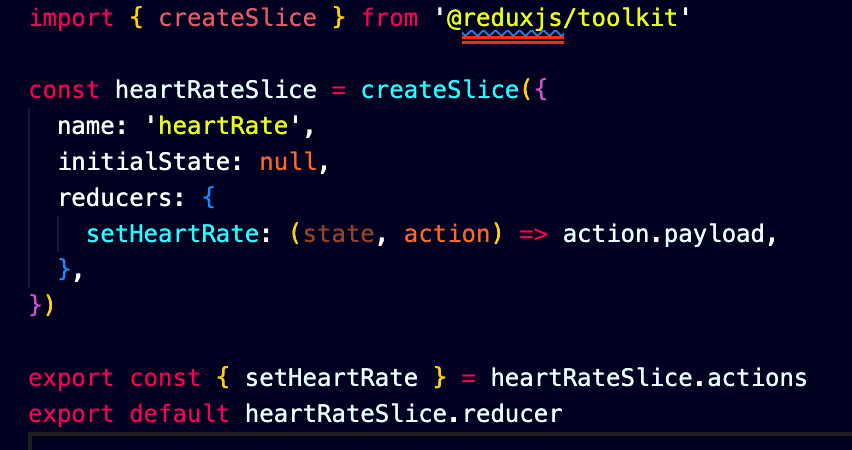 import { createSlice } from '@reduxjs/toolkit'
const heartRateSlice = createSlice({
name: 'heartRate',
initialState: null,
reducers: {
setHeartRate: (state, action) => action.payload,
},
})
export const { setHeartRate } = heartRateSlice.actions
export default heartRateSlice.reducer